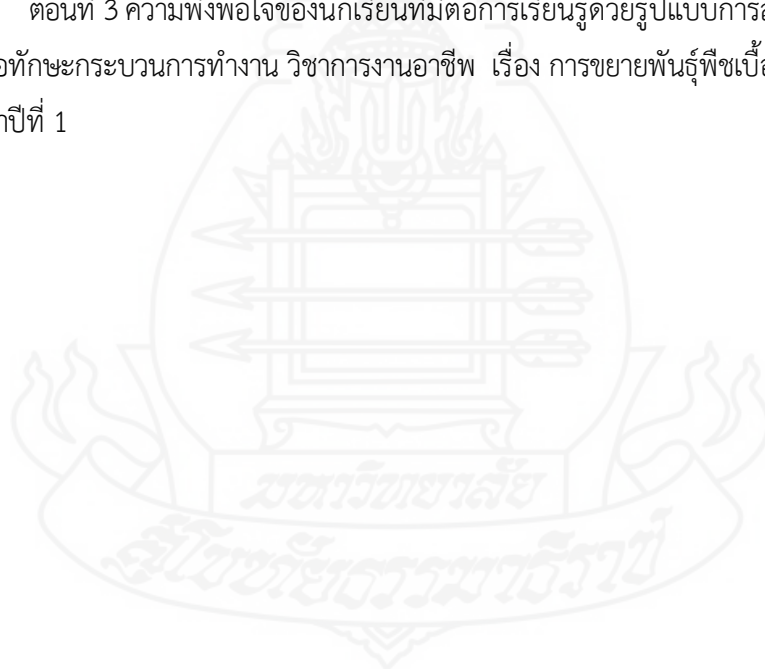 ตอนที่ 3 ความพึงพอใจของนักเรียนที่มีต่อการเรียนรู้ด้วยรูปแบบการ
ทักษะกระบวนการทำงาน วิชาการงานอาชีพ เรื่อง การขยายพันธุ์พืช
ปีที่ 1
มหาวิทยาลัย
สุโขทัยธรรมาธิราช